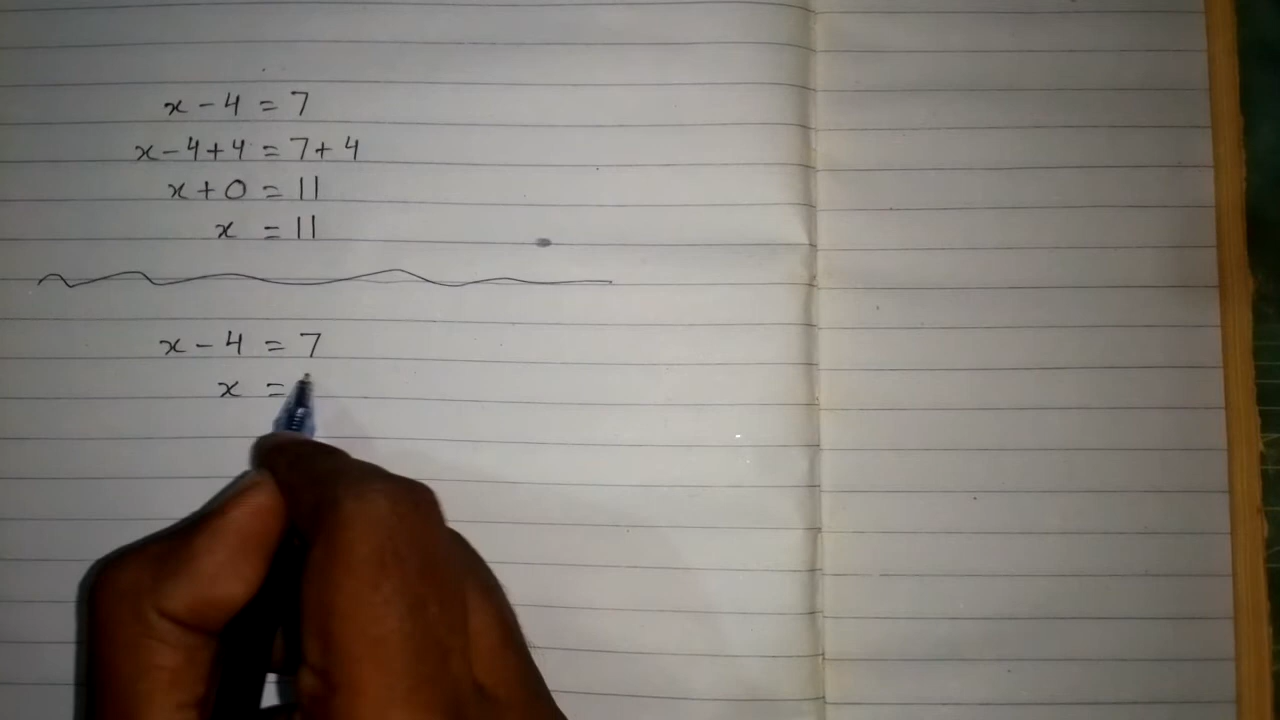 x - 4 = 7
x - 4 + 4 = 7 + 4
x + 0 = 11
x = 11
x - 4 = 7
x =